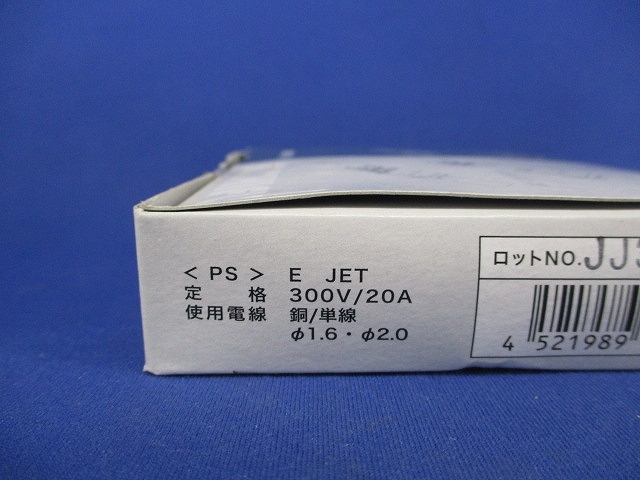 < PS > E JET
定 格 300V/20A
使用電線 銅/単線
φ1.6・φ2.0
ロットNO. JJ
4 521989